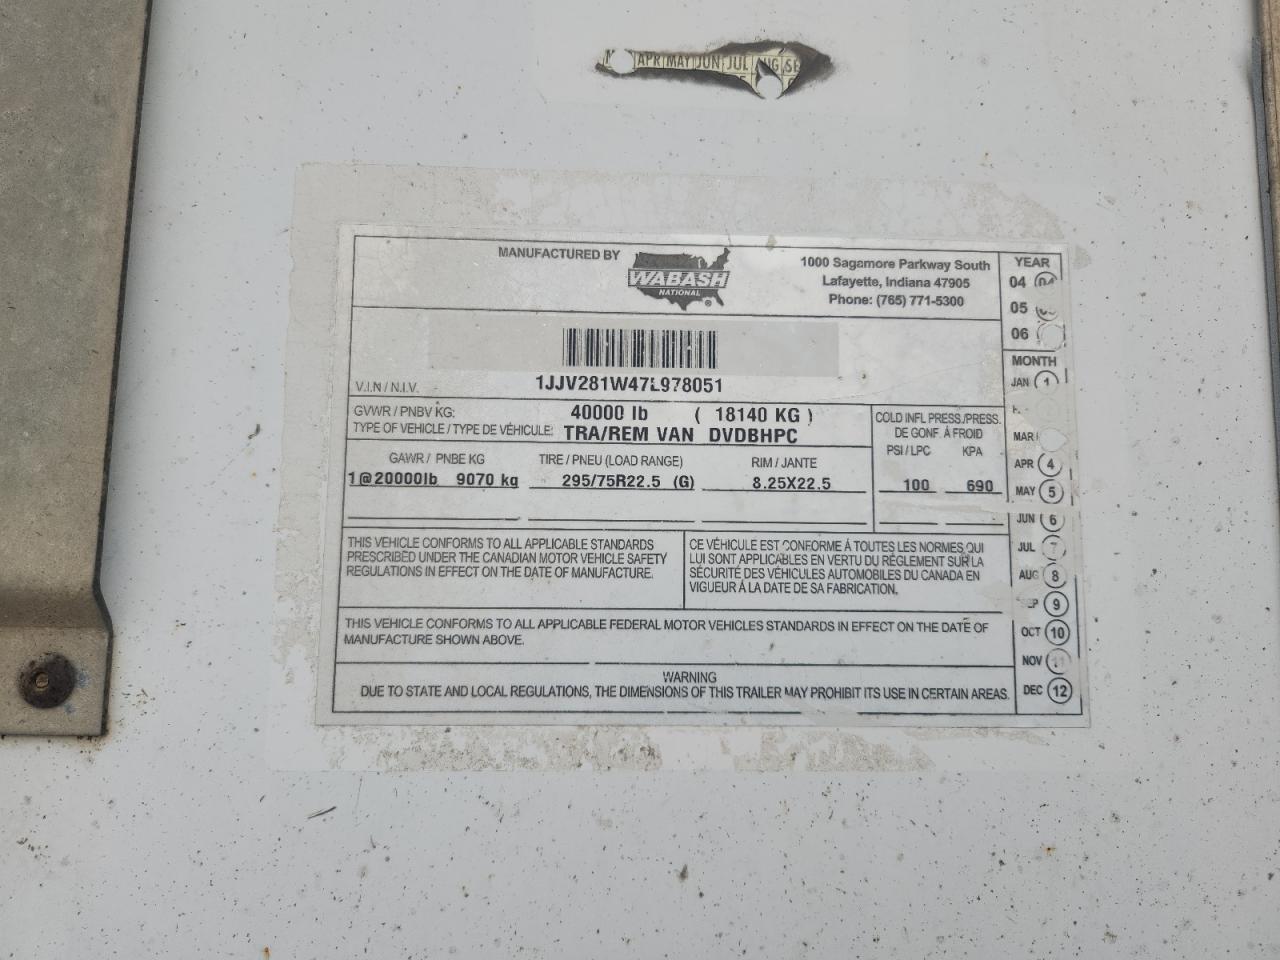 APR MAY JUN JUL
MANUFACTURED BY
WABASH
NATIONAL
1000 Sagamore Parkway South
Lafayette, Indiana 47905
Phone: (765) 771-5300
YEAR
04 04
05
06
V.I.N / N.I.V.
1JJV281W47L978051
GVWR / PNBV KG: 40000 lb ( 18140 KG )
TYPE OF VEHICLE / TYPE DE VÉHICULE: TRA/REM VAN DVDBHPC
GAWR / PNBE KG TIRE / PNEU (LOAD RANGE) RIM / JANTE
1@20000lb 9070 kg 295/75R22.5 (G) 8.25X22.5
COLD INFL PRESS./PRESS.
DE GONF. À FROID
PSI / LPC KPA
100 690
MONTH
JAN 1
MAR
APR 4
MAY 5
JUN 6
JUL 7
AUG 8
9
OCT 10
NOV 11
DEC 12
THIS VEHICLE CONFORMS TO ALL APPLICABLE STANDARDS
PRESCRIBED UNDER THE CANADIAN MOTOR VEHICLE SAFETY
REGULATIONS IN EFFECT ON THE DATE OF MANUFACTURE.
CE VÉHICULE EST CONFORME À TOUTES LES NORMES QUI
LUI SONT APPLICABLES EN VERTU DU RÈGLEMENT SUR LA
SÉCURITÉ DES VÉHICULES AUTOMOBILES DU CANADA EN
VIGUEUR À LA DATE DE SA FABRICATION.
THIS VEHICLE CONFORMS TO ALL APPLICABLE FEDERAL MOTOR VEHICLES STANDARDS IN EFFECT ON THE DATE OF
MANUFACTURE SHOWN ABOVE.
WARNING
DUE TO STATE AND LOCAL REGULATIONS, THE DIMENSIONS OF THIS TRAILER MAY PROHIBIT ITS USE IN CERTAIN AREAS.